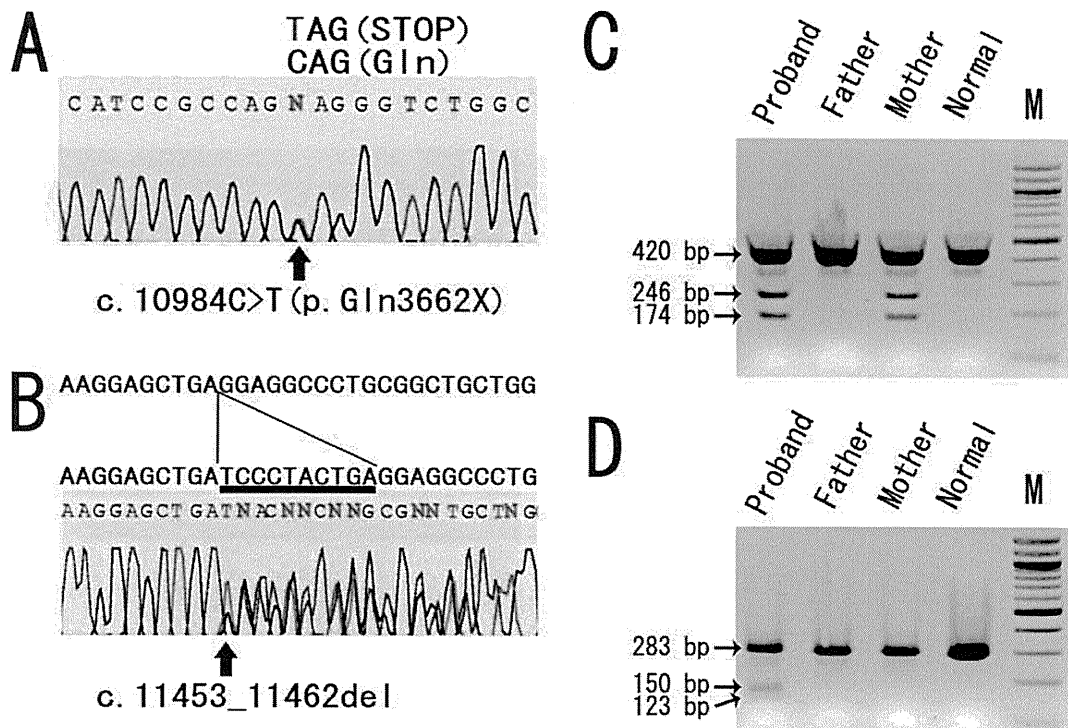 A
TAG (STOP)
CAG (Gln)
C A T C C G C C A G N A G G G T C T G G C
c. 10984C>T (p. Gln3662X)
B
AAGGAGCTGAGGAGGCCCTGCGGCTGCTGG
AAGGAGCTGATCCCTACTGAGGAGGCCCTG
AAGGAGCTGATNACNNCNNGCGNNTGCTNG
c. 11453_11462del
C
Proband
Father
Mother
Normal
M
420 bp
246 bp
174 bp
D
Proband
Father
Mother
Normal
M
283 bp
150 bp
123 bp